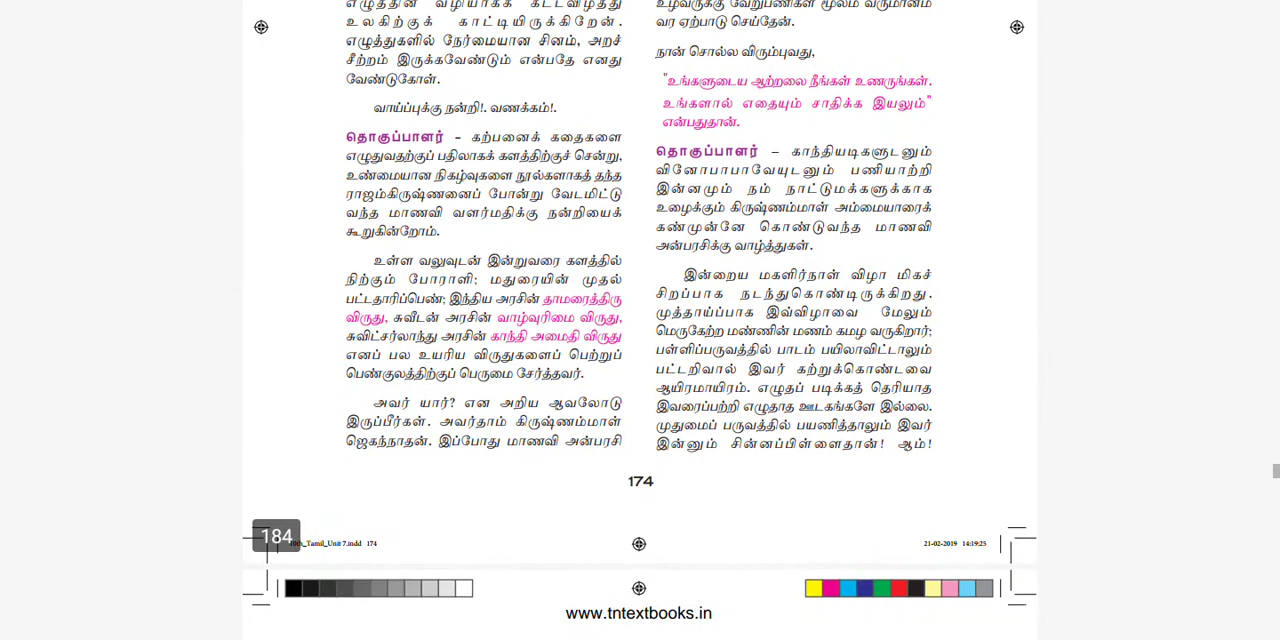 எழுத்தின் வழியாகக் கட்டவிழ்த்து
உலகிற்குக் காட்டியிருக்கிறேன்.
எழுத்துகளில் நேர்மையான சினம், அறச்
சீற்றம் இருக்கவேண்டும் என்பதே எனது
வேண்டுகோள்.
வாய்ப்புக்கு நன்றி!. வணக்கம்!.
தொகுப்பாளர் – கற்பனைக் கதைகளை
எழுதுவதற்குப் பதிலாகக் களத்திற்குச் சென்று,
உண்மையான நிகழ்வுகளை நூல்களாகத் தந்த
ராஜம்கிருஷ்ணனைப் போன்று வேடமிட்டு
வந்த மாணவி வளர்மதிக்கு நன்றியைக்
கூறுகின்றோம்.
உள்ள வலுவுடன் இன்றுவரை களத்தில்
நிற்கும் போராளி; மதுரையின் முதல்
பட்டதாரிப்பெண்; இந்திய அரசின் தாமரைத்திரு
விருது, சுவீடன் அரசின் வாழ்வுரிமை விருது,
சுவிட்சர்லாந்து அரசின் காந்தி அமைதி விருது
எனப் பல உயரிய விருதுகளைப் பெற்றுப்
பெண்குலத்திற்குப் பெருமை சேர்த்தவர்.
அவர் யார்? என அறிய ஆவலோடு
இருப்பீர்கள். அவர்தாம் கிருஷ்ணம்மாள்
ஜெகந்நாதன். இப்போது மாணவி அன்பரசி
உழவருக்கு வேறுபணிகள் மூலம் வருமானம்
வர ஏற்பாடு செய்தேன்.
நான் சொல்ல விரும்புவது,
"உங்களுடைய ஆற்றலை நீங்கள் உணருங்கள்.
உங்களால் எதையும் சாதிக்க இயலும்"
என்பதுதான்.
தொகுப்பாளர் – காந்தியடிகளுடனும்
வினோபாபாவேயுடனும் பணியாற்றி
இன்னமும் நம் நாட்டுமக்களுக்காக
உழைக்கும் கிருஷ்ணம்மாள் அம்மையாரைக்
கண்முன்னே கொண்டுவந்த மாணவி
அன்பரசிக்கு வாழ்த்துகள்.
இன்றைய மகளிர்நாள் விழா மிகச்
சிறப்பாக நடந்துகொண்டிருக்கிறது.
முத்தாய்ப்பாக இவ்விழாவை மேலும்
மெருகேற்ற மண்ணின் மணம் கமழ வருகிறார்;
பள்ளிப்பருவத்தில் பாடம் பயிலாவிட்டாலும்
பட்டறிவால் இவர் கற்றுக்கொண்டவை
ஆயிரமாயிரம். எழுதப் படிக்கத் தெரியாத
இவரைப்பற்றி எழுதாத ஊடகங்களே இல்லை.
முதுமைப் பருவத்தில் பயணித்தாலும் இவர்
இன்னும் சின்னப்பிள்ளைதான்! ஆம்!
174
184
10th_Tamil_Unit 7.indd 174
21-02-2019 14:19:25
www.tntextbooks.in